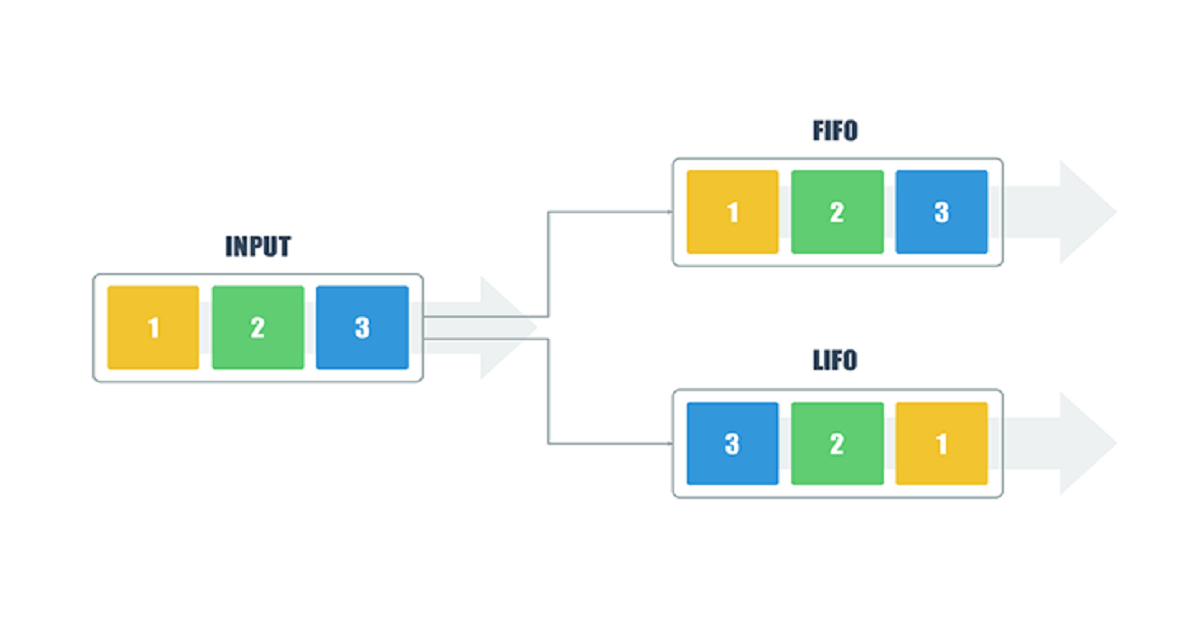 INPUT
1 2 3
FIFO
1 2 3
LIFO
3 2 1